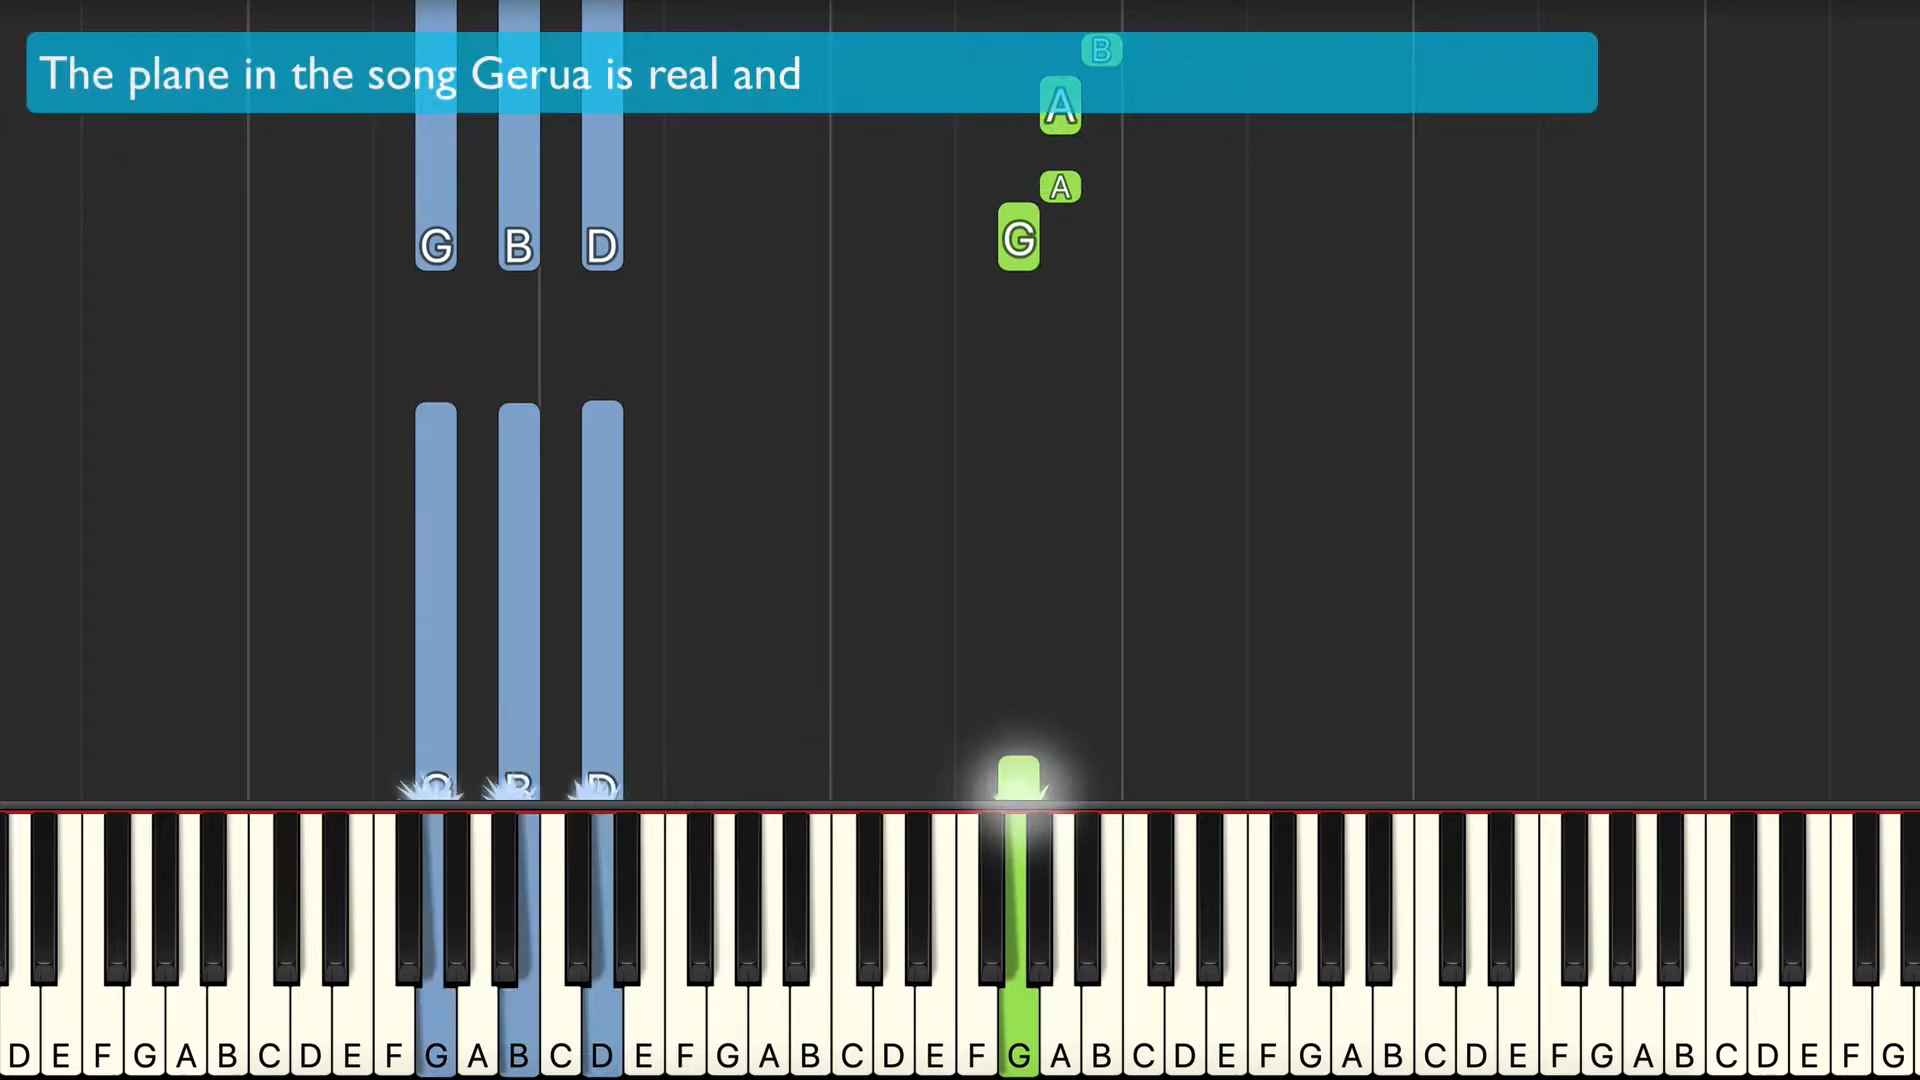 The plane in the song Gerua is real and
B
A
A
G B D G
G B D
D E F G A B C D E F G A B C D E F G A B C D E F G A B C D E F G A B C D E F G A B C D E F G